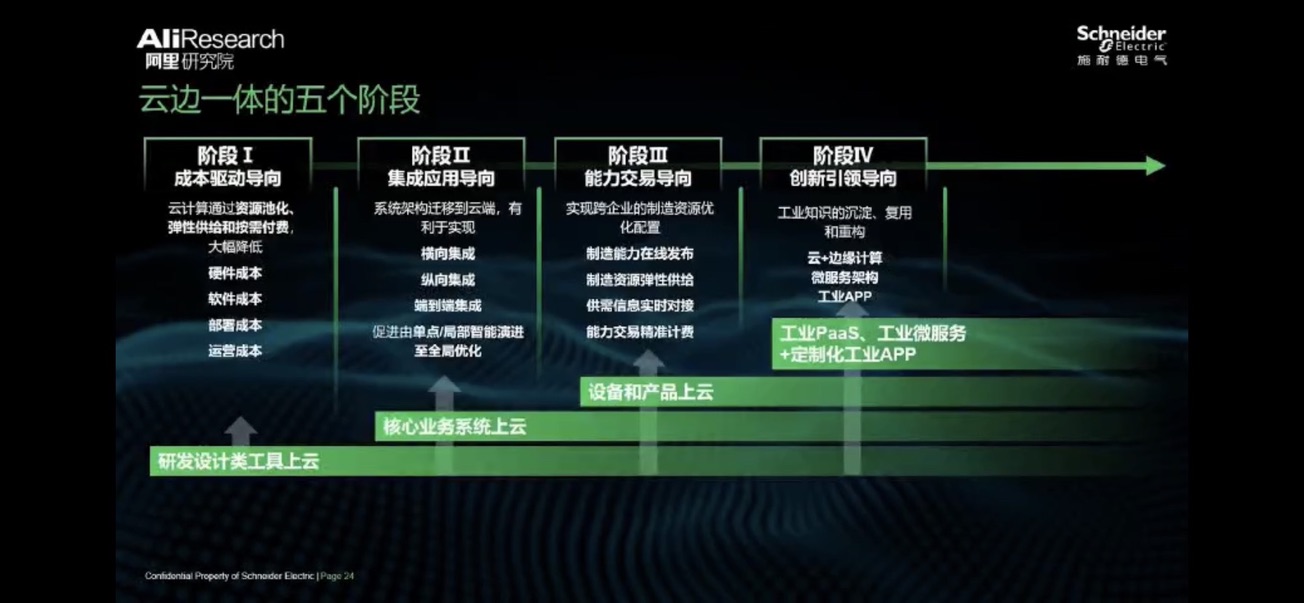 AliResearch
阿里研究院
Schneider
Electric
施耐德电气
云边一体的五个阶段
阶段Ⅰ
成本驱动导向
云计算通过资源池化、
弹性供给和按需付费,
大幅降低
硬件成本
软件成本
部署成本
运营成本
阶段Ⅱ
集成应用导向
系统架构迁移到云端，有
利于实现
横向集成
纵向集成
端到端集成
促进由单点/局部智能演进
至全局优化
阶段Ⅲ
能力交易导向
实现跨企业的制造资源优
化配置
制造能力在线发布
制造资源弹性供给
供需信息实时对接
能力交易精准计费
阶段Ⅳ
创新引领导向
工业知识的沉淀、复用
和重构
云+边缘计算
微服务架构
工业APP
工业PaaS、工业微服务
+定制化工业APP
设备和产品上云
核心业务系统上云
研发设计类工具上云
Confidential Property of Schneider Electric | Page 24